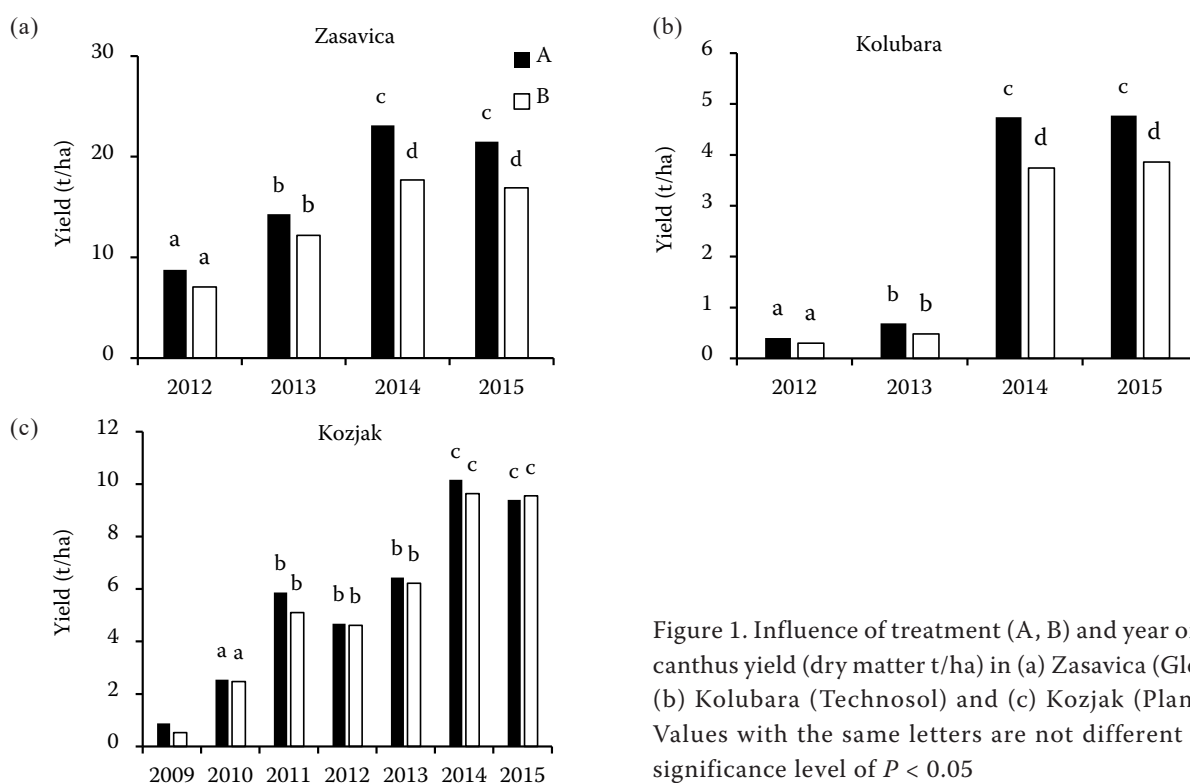 (a)
Zasavica
A
B
30
20
10
0
Yield (t/ha)
a a b b c d c d
2012 2013 2014 2015
(b)
Kolubara
6
5
4
3
2
1
0
Yield (t/ha)
a a b b c d c d
2012 2013 2014 2015
(c)
Kozjak
12
10
8
6
4
2
0
Yield (t/ha)
a a b b b b b b c c c c
2009 2010 2011 2012 2013 2014 2015
Figure 1. Influence of treatment (A, B) and year
canthus yield (dry matter t/ha) in (a) Zasavica
(b) Kolubara (Technosol) and (c) Kozjak
Values with the same letters are not different
significance level of P < 0.05